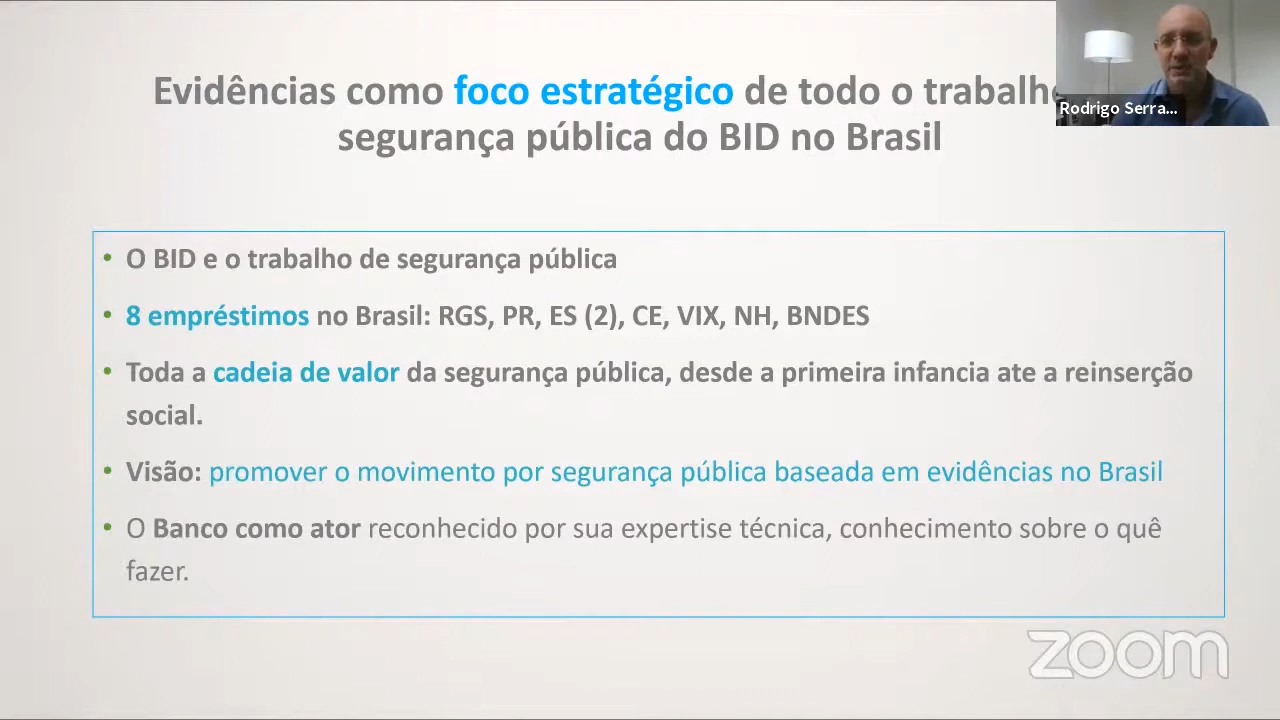 Evidências como foco estratégico de todo o trabalho
segurança pública do BID no Brasil
Rodrigo Serra...
• O BID e o trabalho de segurança pública
• 8 empréstimos no Brasil: RGS, PR, ES (2), CE, VIX, NH, BNDES
• Toda a cadeia de valor da segurança pública, desde a primeira infancia ate a reinserção
social.
• Visão: promover o movimento por segurança pública baseada em evidências no Brasil
• O Banco como ator reconhecido por sua expertise técnica, conhecimento sobre o quê
fazer.
zoom